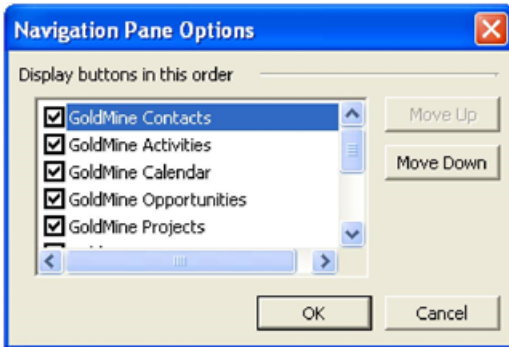 Navigation Pane Options
Display buttons in this order
GoldMine Contacts
GoldMine Activities
GoldMine Calendar
GoldMine Opportunities
GoldMine Projects
Move Up
Move Down
OK
Cancel